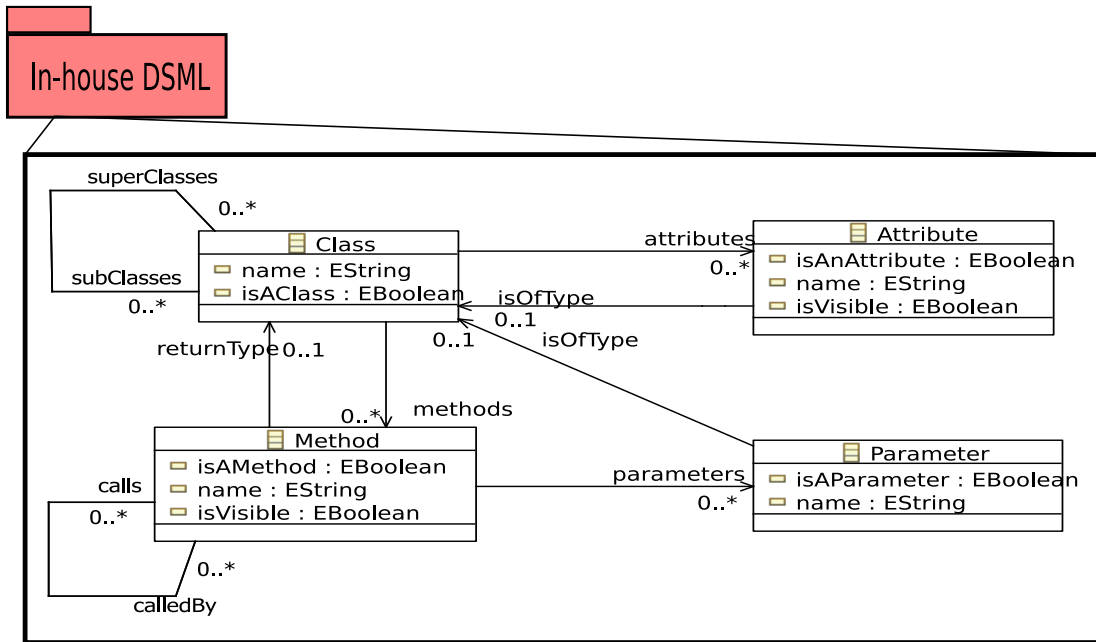 In-house DSML
superClasses
0..*
subClasses
0..*
Class
name : EString
isAClass : EBoolean
attributes
0..*
Attribute
isAnAttribute : EBoolean
name : EString
isVisible : EBoolean
isOfType
0..1
0..1
isOfType
returnType
0..1
0..*
methods
Method
isAMethod : EBoolean
name : EString
isVisible : EBoolean
calls
0..*
0..*
calledBy
parameters
0..*
Parameter
isAParameter : EBoolean
name : EString